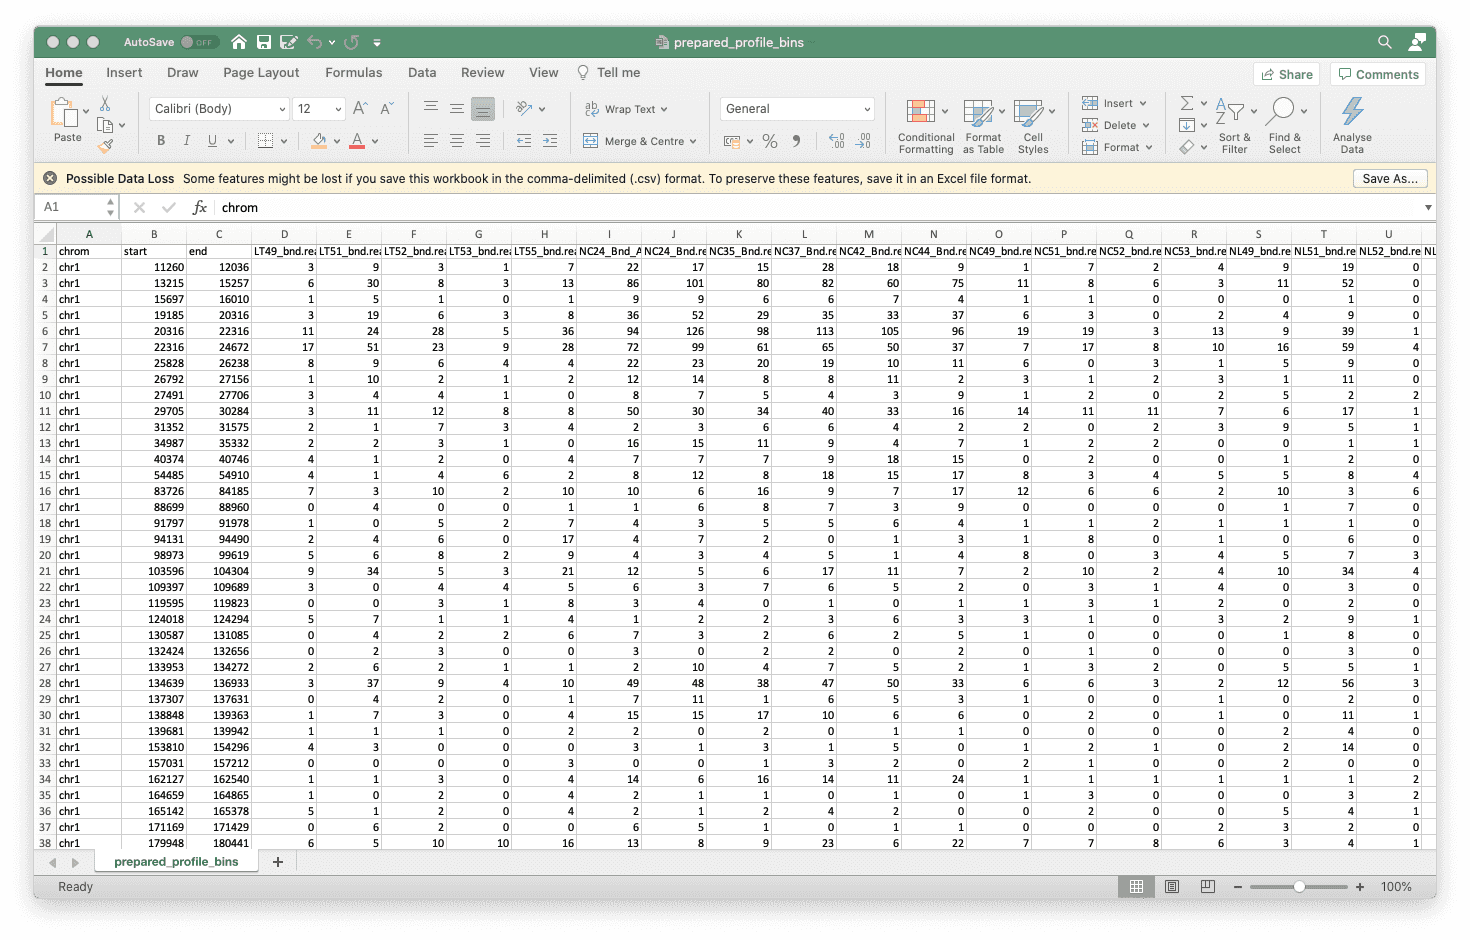 AutoSave OFF prepared_profile_bins
Home Insert Draw Page Layout Formulas Data Review View Tell me Share Comments
Paste Calibri (Body) 12 A A Wrap Text General Insert
B I U A Merge & Centre % Conditional Formatting Format as Table Cell Styles Delete Format Sort & Filter Find & Select Analyse Data
Possible Data Loss Some features might be lost if you save this workbook in the comma-delimited (.csv) format. To preserve these features, save it in an Excel file format. Save As...
A1 fx chrom
A B C D E F G H I J K L M N O P Q R S T U
1 chrom start end LT49_bnd.rea LT51_bnd.rea LT52_bnd.rea LT53_bnd.rea LT55_bnd.rea NC24_Bnd_A NC24_Bnd.re NC35_Bnd.re NC37_Bnd.re NC42_Bnd.re NC44_Bnd.re NC49_bnd.re NC51_bnd.re NC52_bnd.re NC53_bnd.re NL49_bnd.re NL51_bnd.re NL52_bnd.re NL
2 chr1 11260 12036 3 9 3 1 7 22 17 15 28 18 9 1 7 2 4 9 19 0
3 chr1 13215 15257 6 30 8 3 13 86 101 80 82 60 75 11 8 6 3 11 52 0
4 chr1 15697 16010 1 5 1 0 1 9 9 6 6 7 4 1 1 0 0 0 1 0
5 chr1 19185 20316 3 19 6 3 8 36 52 29 35 33 37 6 3 0 2 4 9 0
6 chr1 20316 22316 11 24 28 5 36 94 126 98 113 105 96 19 19 3 13 9 39 1
7 chr1 22316 24672 17 51 23 9 28 72 99 61 65 50 37 7 17 8 10 16 59 4
8 chr1 25828 26238 8 9 6 4 4 22 23 20 19 10 11 6 0 3 1 5 9 0
9 chr1 26792 27156 1 10 2 1 2 12 14 8 8 11 2 3 1 2 3 1 11 0
10 chr1 27491 27706 3 4 4 1 0 8 7 5 4 3 9 1 2 0 2 5 2 2
11 chr1 29705 30284 3 11 12 8 8 50 30 34 40 33 16 14 11 11 7 6 17 1
12 chr1 31352 31575 2 1 7 3 4 2 3 6 6 4 2 2 0 2 3 9 5 1
13 chr1 34987 35332 2 2 3 1 0 16 15 11 9 4 7 1 2 2 0 0 1 1
14 chr1 40374 40746 4 1 2 0 4 7 7 7 9 18 15 0 2 0 0 1 2 0
15 chr1 54485 54910 4 1 4 6 2 8 12 8 18 15 17 8 3 4 5 5 8 4
16 chr1 83726 84185 7 3 10 2 10 10 6 16 9 7 17 12 6 6 2 10 3 6
17 chr1 88699 88960 0 4 0 0 1 1 6 8 7 3 9 0 0 0 0 1 7 0
18 chr1 91797 91978 1 0 5 2 7 4 3 5 5 6 4 1 1 2 1 1 1 0
19 chr1 94131 94490 2 4 6 0 17 4 7 2 0 1 3 1 8 0 1 0 6 0
20 chr1 98973 99619 5 6 8 2 9 4 3 4 5 1 4 8 0 3 4 5 7 3
21 chr1 103596 104304 9 34 5 3 21 12 5 6 17 11 7 2 10 2 4 10 34 4
22 chr1 109397 109689 3 0 4 4 5 6 3 7 6 5 2 0 3 1 4 0 3 0
23 chr1 119595 119823 0 0 3 1 8 3 4 0 1 0 1 1 3 1 2 0 2 0
24 chr1 124018 124294 5 7 1 1 4 1 2 2 3 6 3 3 1 0 3 2 9 1
25 chr1 130587 131085 0 4 2 2 6 7 3 2 6 2 5 1 0 0 0 1 8 0
26 chr1 132424 132656 0 2 3 0 0 3 0 2 2 0 2 0 1 0 0 0 3 0
27 chr1 133953 134272 2 6 2 1 1 2 10 4 7 5 2 1 3 2 0 5 5 1
28 chr1 134639 136933 3 37 9 4 10 49 48 38 47 50 33 6 6 3 2 12 56 3
29 chr1 137307 137631 0 4 2 0 1 7 11 1 6 5 3 1 0 0 1 0 2 0
30 chr1 138848 139363 1 7 3 0 4 15 15 17 10 6 6 0 2 0 1 0 11 1
31 chr1 139681 139942 1 1 1 0 2 2 0 2 0 1 1 0 0 0 0 2 4 0
32 chr1 153810 154296 4 3 0 0 0 3 1 3 1 5 0 1 2 1 0 2 14 0
33 chr1 157031 157212 0 0 0 0 3 0 0 1 3 2 0 2 1 0 0 2 0 0
34 chr1 162127 162540 1 1 3 0 4 14 6 16 14 11 24 1 1 1 1 1 1 2
35 chr1 164659 164865 1 0 2 0 4 2 1 1 0 1 0 1 3 0 0 0 3 2
36 chr1 165142 165378 5 1 2 0 4 2 1 2 4 2 0 0 2 0 0 5 4 1
37 chr1 171169 171429 0 6 2 0 0 6 5 1 0 1 1 0 0 0 2 3 2 0
38 chr1 179948 180441 6 5 10 10 16 13 8 9 23 6 22 7 7 8 6 3 4 1
prepared_profile_bins +
Ready 100%